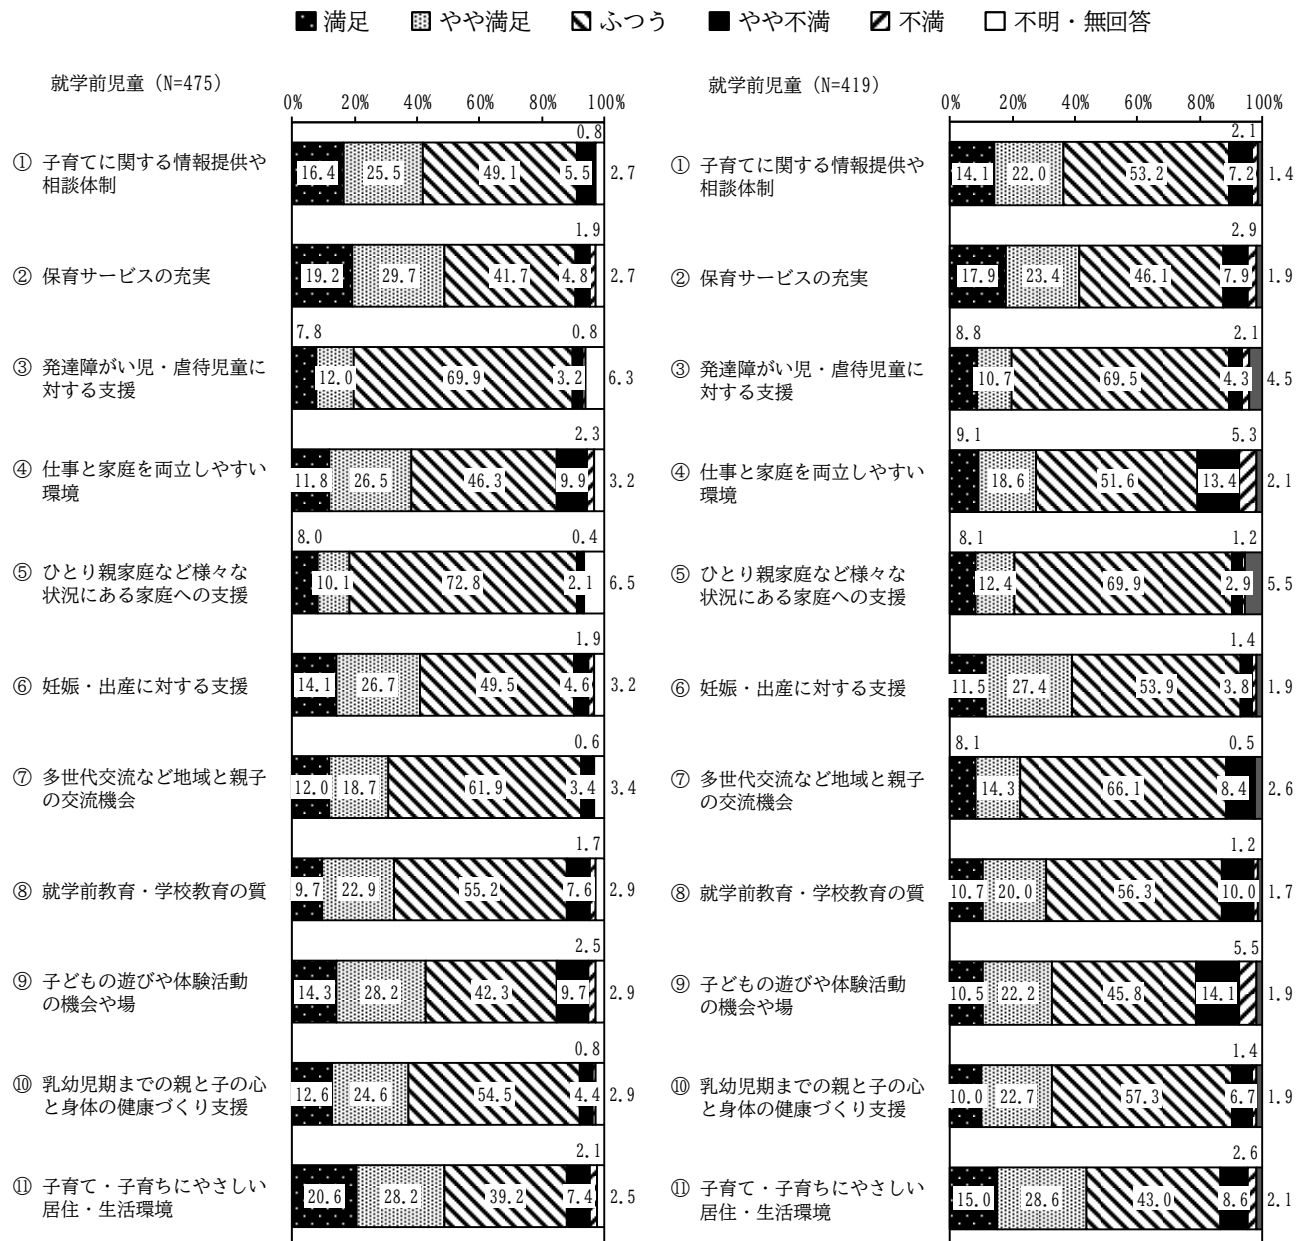 満足 やや満足 ふつう やや不満 不満 不明・無回答
就学前児童（N=475）
0% 20% 40% 60% 80% 100%
① 子育てに関する情報提供や
相談体制
16.4 25.5 49.1 5.5 0.8 2.7
② 保育サービスの充実
19.2 29.7 41.7 4.8 1.9 2.7
③ 発達障がい児・虐待児童に
対する支援
7.8 12.0 69.9 3.2 0.8 6.3
④ 仕事と家庭を両立しやすい
環境
11.8 26.5 46.3 9.9 2.3 3.2
⑤ ひとり親家庭など様々な
状況にある家庭への支援
8.0 10.1 72.8 2.1 0.4 6.5
⑥ 妊娠・出産に対する支援
14.1 26.7 49.5 4.6 1.9 3.2
⑦ 多世代交流など地域と親子
の交流機会
12.0 18.7 61.9 3.4 0.6 3.4
⑧ 就学前教育・学校教育の質
9.7 22.9 55.2 7.6 1.7 2.9
⑨ 子どもの遊びや体験活動
の機会や場
14.3 28.2 42.3 9.7 2.5 2.9
⑩ 乳幼児期までの親と子の心
と身体の健康づくり支援
12.6 24.6 54.5 4.4 0.8 2.9
⑪ 子育て・子育ちにやさしい
居住・生活環境
20.6 28.2 39.2 7.4 2.1 2.5
就学前児童（N=419）
0% 20% 40% 60% 80% 100%
① 子育てに関する情報提供や
相談体制
14.1 22.0 53.2 7.2 2.1 1.4
② 保育サービスの充実
17.9 23.4 46.1 7.9 2.9 1.9
③ 発達障がい児・虐待児童に
対する支援
8.8 10.7 69.5 4.3 2.1 4.5
④ 仕事と家庭を両立しやすい
環境
9.1 18.6 51.6 13.4 5.3 2.1
⑤ ひとり親家庭など様々な
状況にある家庭への支援
8.1 12.4 69.9 2.9 1.2 5.5
⑥ 妊娠・出産に対する支援
11.5 27.4 53.9 3.8 1.4 1.9
⑦ 多世代交流など地域と親子
の交流機会
8.1 14.3 66.1 8.4 0.5 2.6
⑧ 就学前教育・学校教育の質
10.7 20.0 56.3 10.0 1.2 1.7
⑨ 子どもの遊びや体験活動
の機会や場
10.5 22.2 45.8 14.1 5.5 1.9
⑩ 乳幼児期までの親と子の心
と身体の健康づくり支援
10.0 22.7 57.3 6.7 1.4 1.9
⑪ 子育て・子育ちにやさしい
居住・生活環境
15.0 28.6 43.0 8.6 2.6 2.1